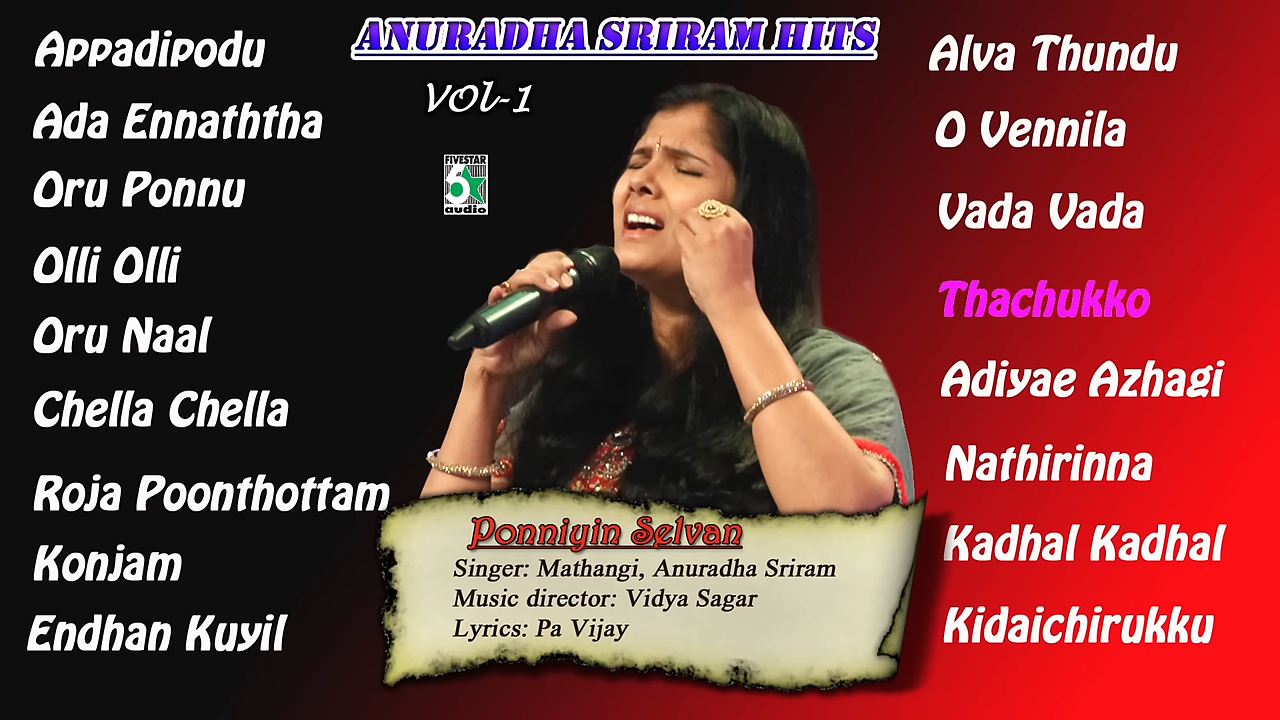 ANURADHA SRIRAM HITS
VOL-1
FIVESTAR
audio
Appadipodu
Ada Ennaththa
Oru Ponnu
Olli Olli
Oru Naal
Chella Chella
Roja Poonthottam
Konjam
Endhan Kuyil
Alva Thundu
O Vennila
Vada Vada
Thachukko
Adiyae Azhagi
Nathirinna
Kadhal Kadhal
Kidaichirukku
Ponniyin Selvan
Singer: Mathangi, Anuradha Sriram
Music director: Vidya Sagar
Lyrics: Pa Vijay